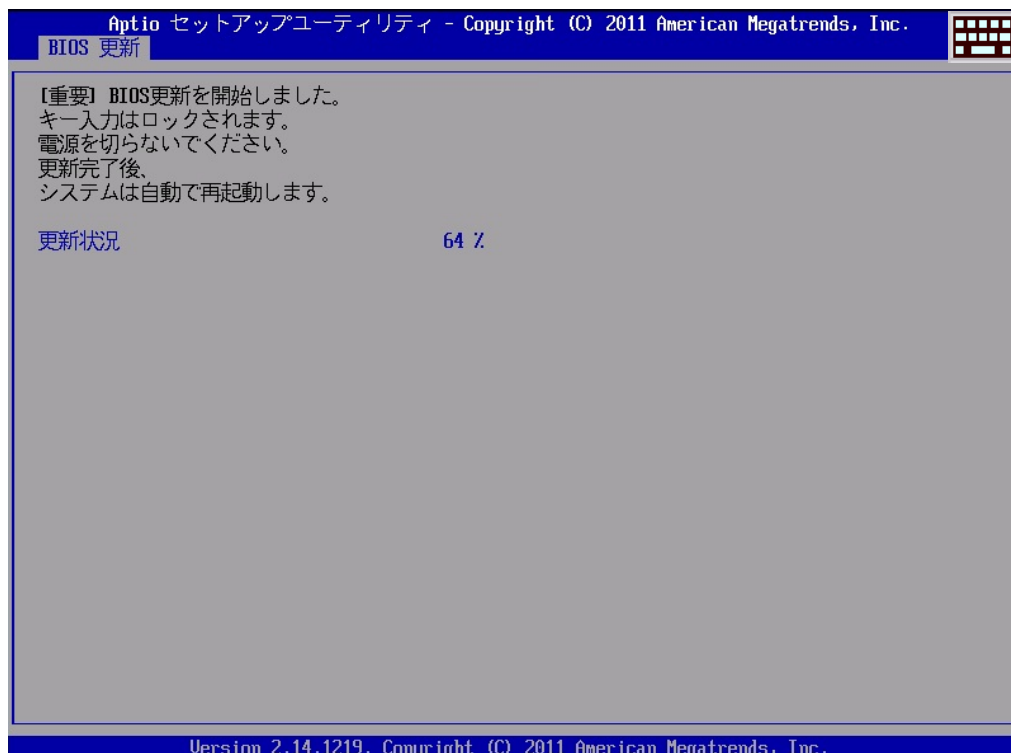 Aptio セットアップユーティリティ - Copyright (C) 2011 American Megatrends, Inc.
BIOS 更新
[重要] BIOS更新を開始しました。
キー入力はロックされます。
電源を切らないでください。
更新完了後、
システムは自動で再起動します。
更新状況 64 %
Version 2.14.1219. Copyright (C) 2011 American Megatrends, Inc.